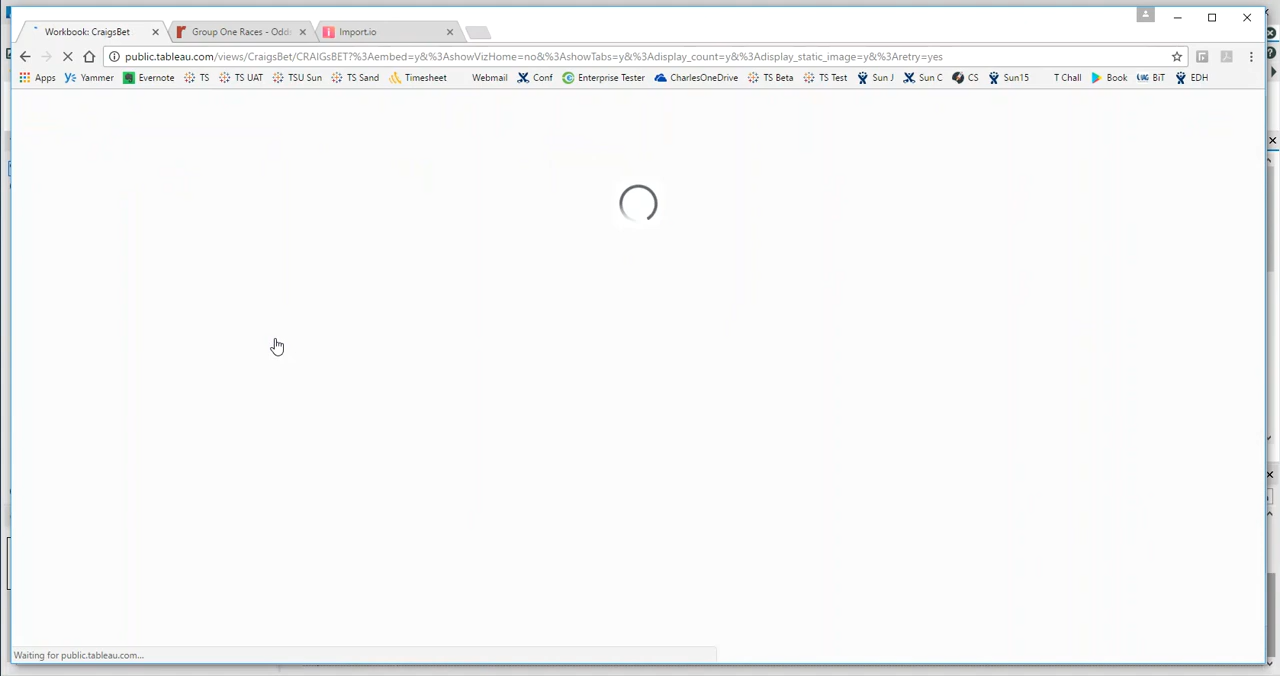 Workbook: CraigsBet
Group One Races - Odds
Import.io
public.tableau.com/views/CraigsBet/CRAIGsBET?%3Aembed=y&%3AshowVizHome=no&%3AshowTabs=y&%3Adisplay_count=y&%3Adisplay_static_image=y&%3Aretry=yes
Apps Yammer Evernote TS TS UAT TSU Sun TS Sand Timesheet Webmail Conf Enterprise Tester CharlesOneDrive TS Beta TS Test Sun J Sun C CS Sun15 T Chall Book BiT EDH
Waiting for public.tableau.com...